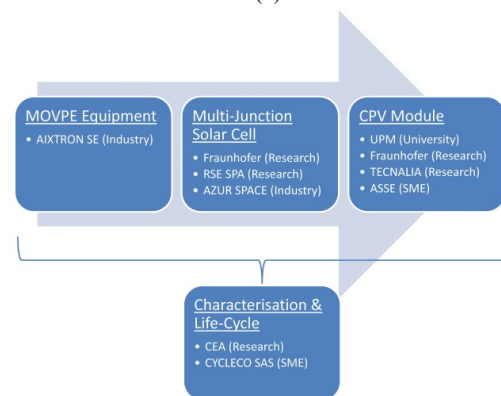 MOVPE Equipment
• AIXTRON SE (Industry)
Multi-Junction
Solar Cell
• Fraunhofer (Research)
• RSE SPA (Research)
• AZUR SPACE (Industry)
CPV Module
• UPM (University)
• Fraunhofer (Research)
• TECNALIA (Research)
• ASSE (SME)
Characterisation &
Life-Cycle
• CEA (Research)
• CYCLECO SAS (SME)